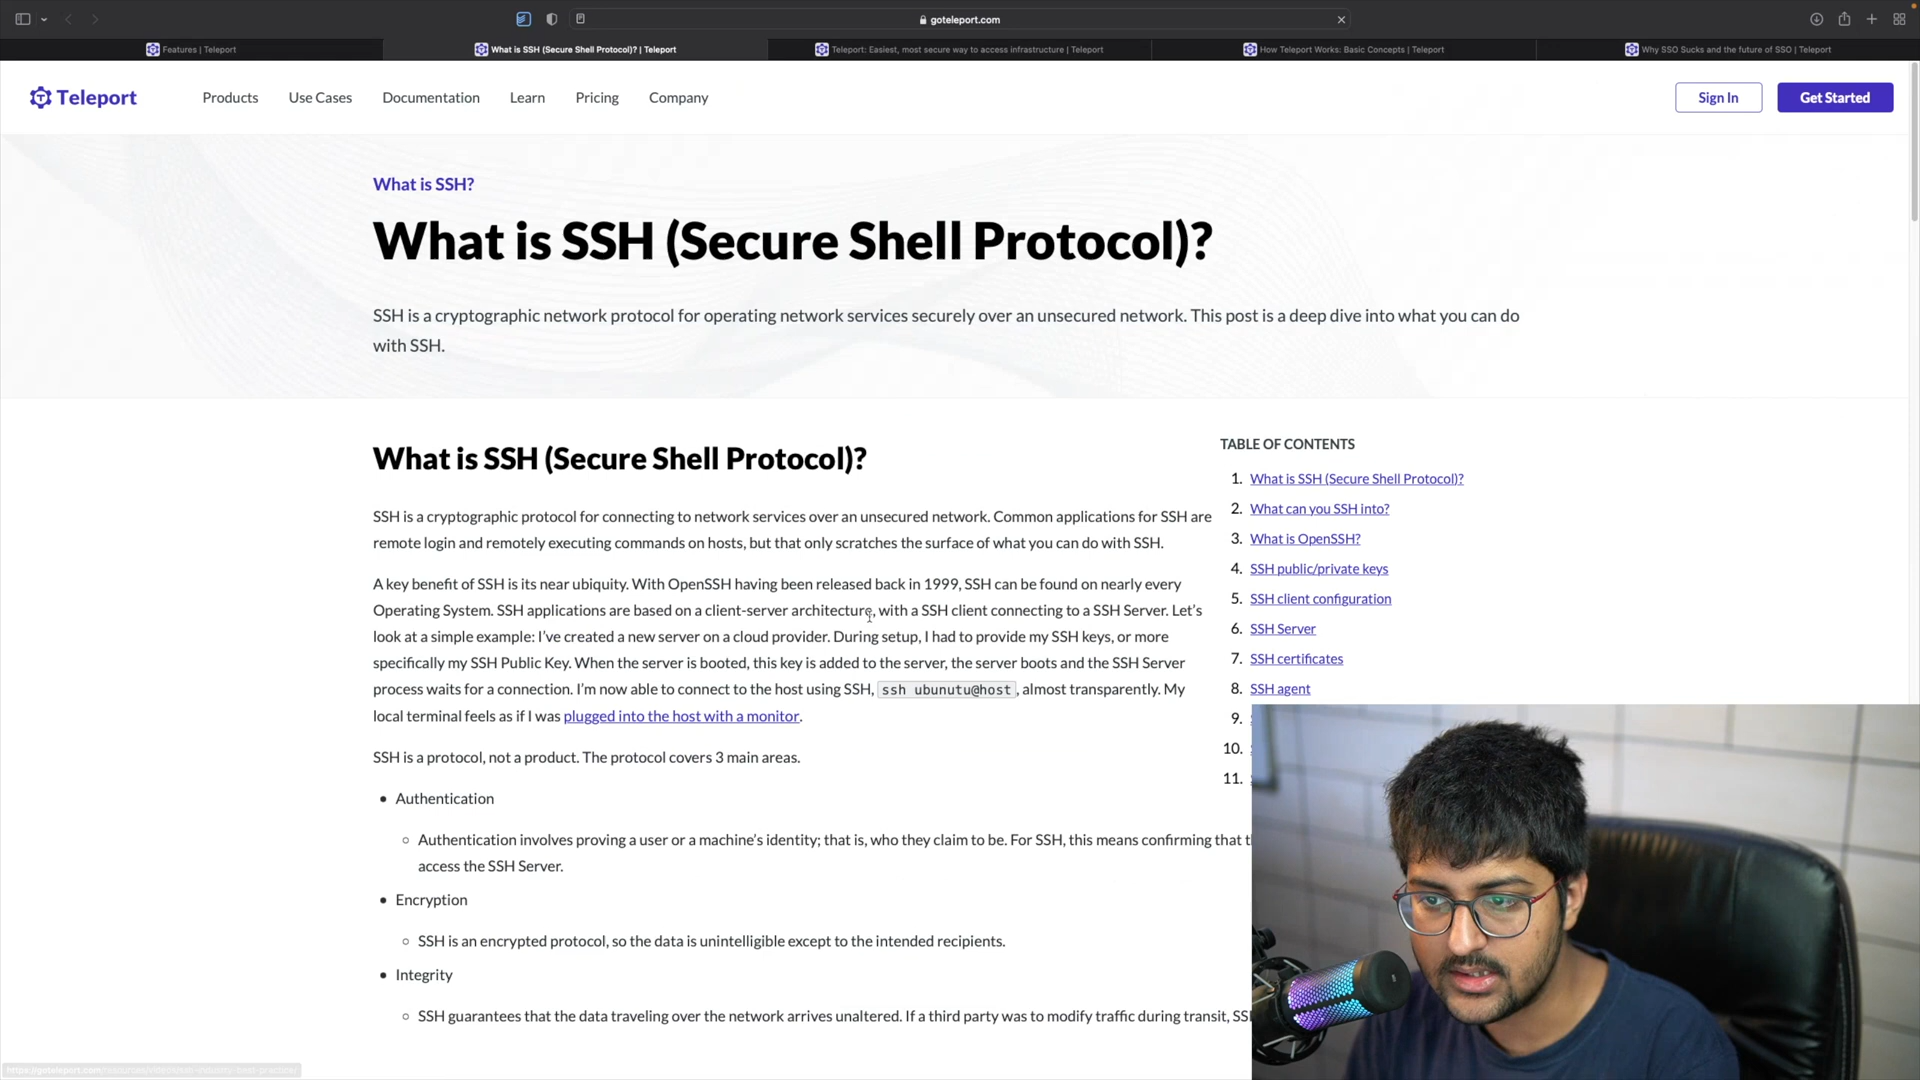 goteleport.com
Features | Teleport
What is SSH (Secure Shell Protocol)? | Teleport
Teleport: Easiest, most secure way to access infrastructure | Teleport
How Teleport Works: Basic Concepts | Teleport
Why SSO Sucks and the future of SSO | Teleport
Teleport
Products
Use Cases
Documentation
Learn
Pricing
Company
Sign In
Get Started
What is SSH?
What is SSH (Secure Shell Protocol)?
SSH is a cryptographic network protocol for operating network services securely over an unsecured network. This post is a deep dive into what you can do
with SSH.
What is SSH (Secure Shell Protocol)?
SSH is a cryptographic protocol for connecting to network services over an unsecured network. Common applications for SSH are
remote login and remotely executing commands on hosts, but that only scratches the surface of what you can do with SSH.
A key benefit of SSH is its near ubiquity. With OpenSSH having been released back in 1999, SSH can be found on nearly every
Operating System. SSH applications are based on a client-server architecture, with a SSH client connecting to a SSH Server. Let's
look at a simple example: I've created a new server on a cloud provider. During setup, I had to provide my SSH keys, or more
specifically my SSH Public Key. When the server is booted, this key is added to the server, the server boots and the SSH Server
process waits for a connection. I'm now able to connect to the host using SSH, ssh ubunutu@host, almost transparently. My
local terminal feels as if I was plugged into the host with a monitor.
SSH is a protocol, not a product. The protocol covers 3 main areas.
• Authentication
○ Authentication involves proving a user or a machine's identity; that is, who they claim to be. For SSH, this means confirming that
access the SSH Server.
• Encryption
○ SSH is an encrypted protocol, so the data is unintelligible except to the intended recipients.
• Integrity
○ SSH guarantees that the data traveling over the network arrives unaltered. If a third party was to modify traffic during transit,
TABLE OF CONTENTS
1. What is SSH (Secure Shell Protocol)?
2. What can you SSH into?
3. What is OpenSSH?
4. SSH public/private keys
5. SSH client configuration
6. SSH Server
7. SSH certificates
8. SSH agent
9.
10.
11.